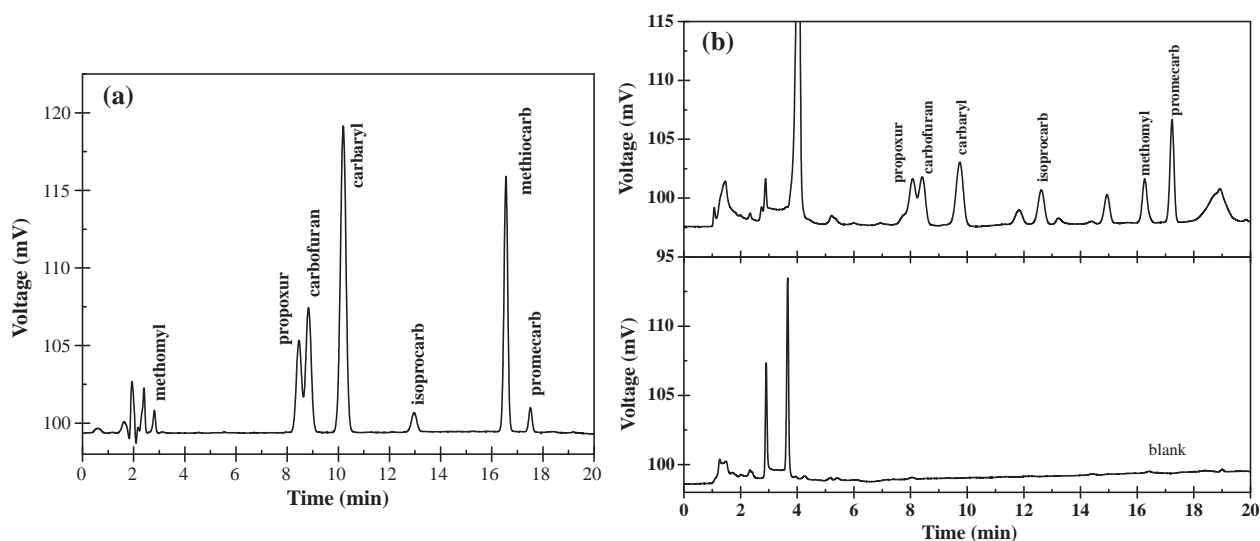 (a)
Voltage (mV)
120
115
110
105
100
methomyl
propoxur
carbofuran
carbaryl
isoprocarb
methiocarb
promecarb
0 2 4 6 8 10 12 14 16 18 20
Time (min)
(b)
Voltage (mV)
115
110
105
100
95
propoxur
carbofuran
carbaryl
isoprocarb
methomyl
promecarb
Voltage (mV)
110
105
100
blank
0 2 4 6 8 10 12 14 16 18 20
Time (min)